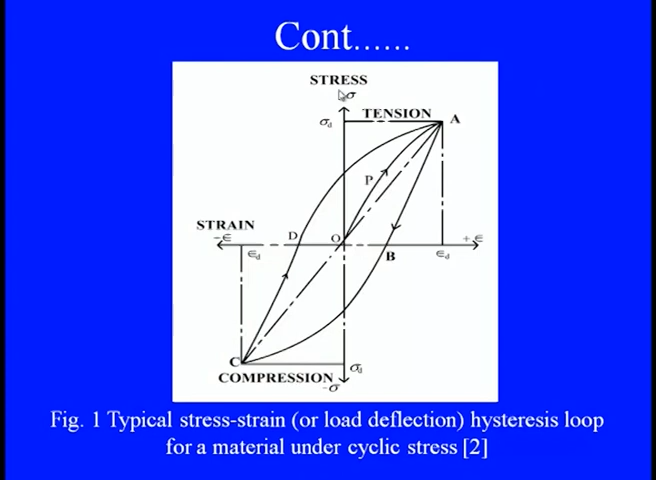 Cont......
STRESS
σ
σd TENSION A
P
STRAIN
-∈ D O +∈
∈d B ∈d
C
σd
COMPRESSION -σ
Fig. 1 Typical stress-strain (or load deflection) hysteresis loop
for a material under cyclic stress [2]